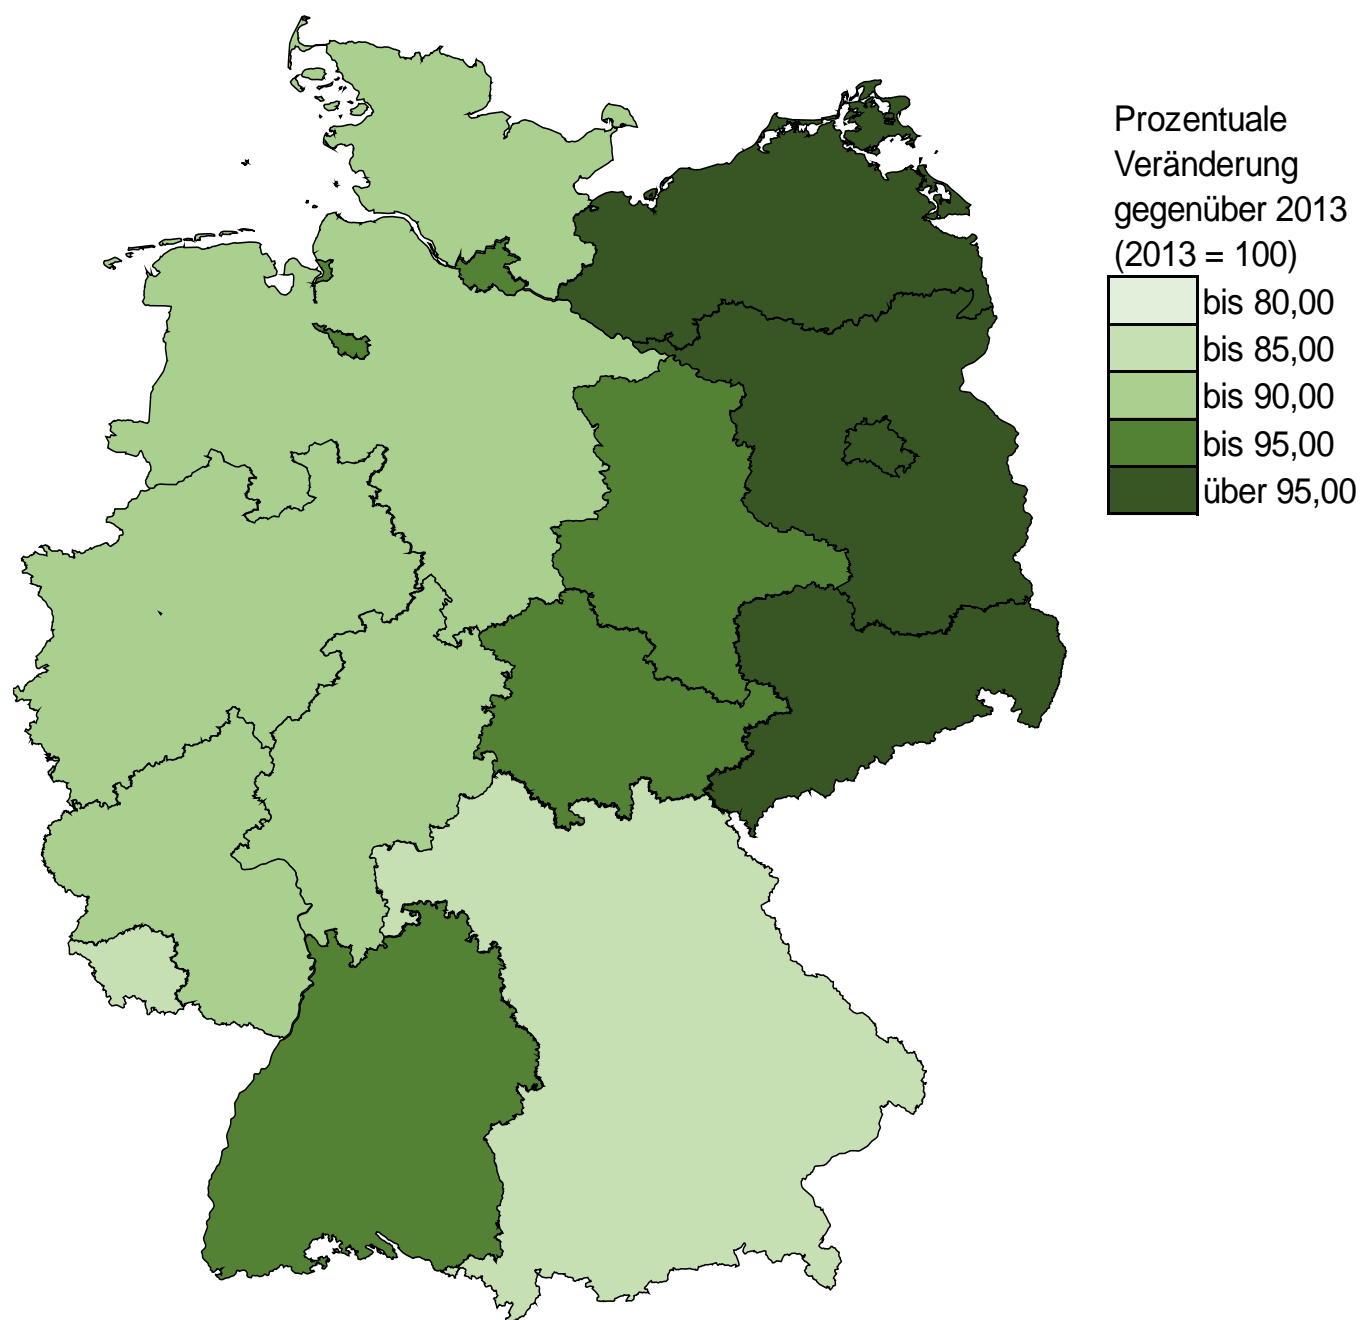 Prozentuale
Veränderung
gegenüber 2013
(2013 = 100)
bis 80,00
bis 85,00
bis 90,00
bis 95,00
über 95,00